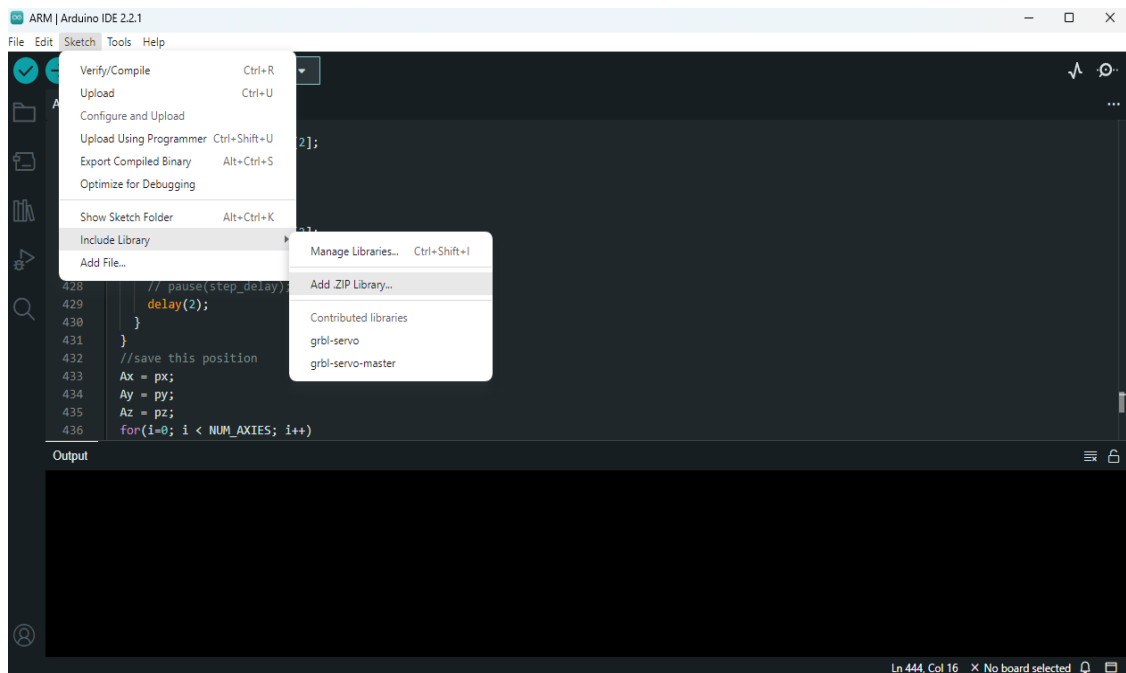 ARM | Arduino IDE 2.2.1
File Edit Sketch Tools Help
Verify/Compile Ctrl+R
Upload Ctrl+U
Configure and Upload
Upload Using Programmer Ctrl+Shift+U
Export Compiled Binary Alt+Ctrl+S
Optimize for Debugging
Show Sketch Folder Alt+Ctrl+K
Include Library
Add File...
Manage Libraries... Ctrl+Shift+I
Add .ZIP Library...
Contributed libraries
grbl-servo
grbl-servo-master
A
[2];
428 // pause(step_delay);
429 delay(2);
430 }
431 }
432 //save this position
433 Ax = px;
434 Ay = py;
435 Az = pz;
436 for(i=0; i < NUM_AXIES; i++)
Output
Ln 444, Col 16 × No board selected